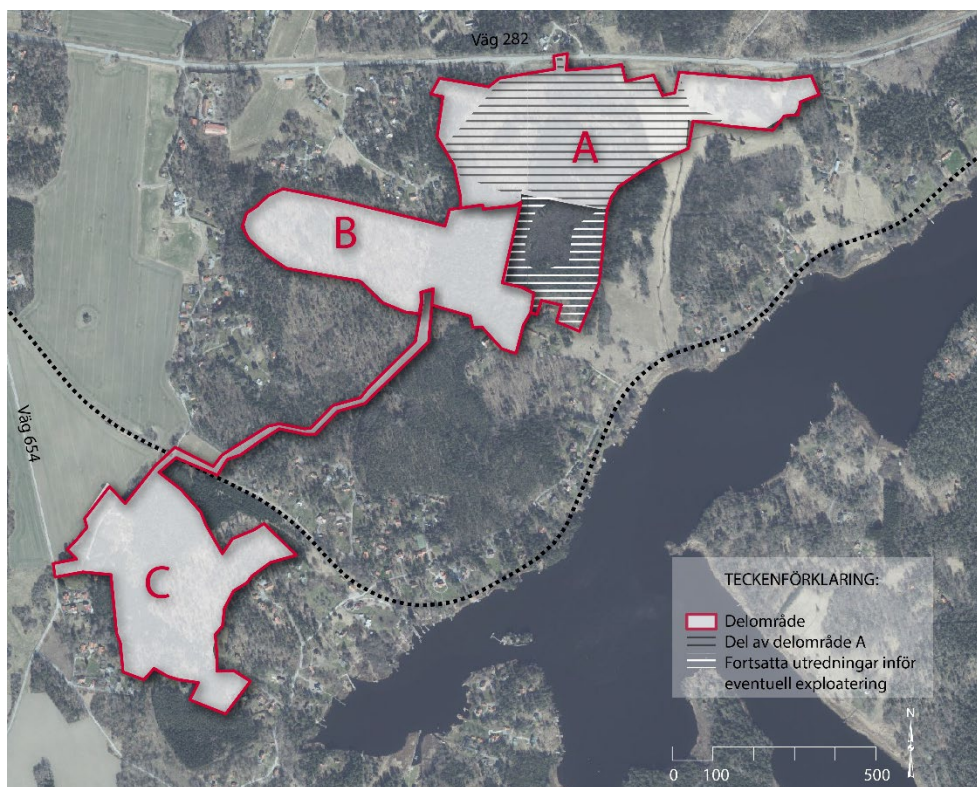 Väg 282
A
B
Väg 654
C
TECKENFÖRKLARING:
Delområde
Del av delområde A
Fortsatta utredningar inför
eventuell exploatering
N
0 100 500